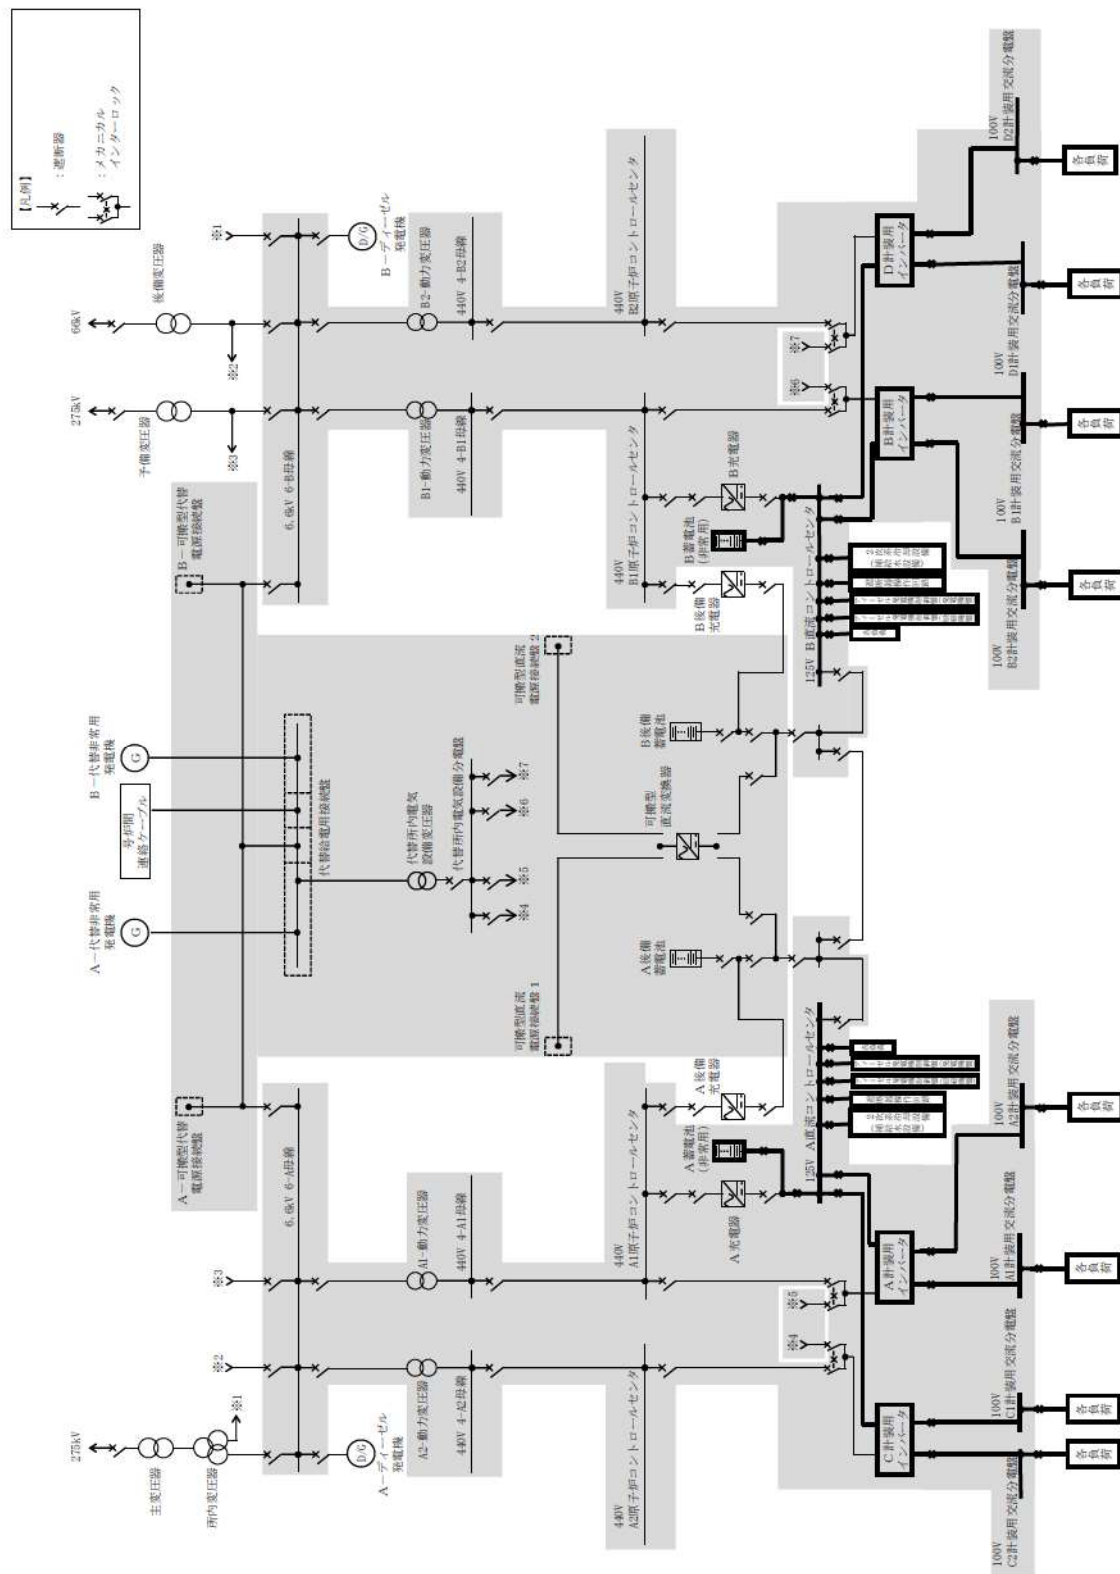 【凡例】
：遮断器
：メカニカル
インターロック
275kV
主変圧器
所内変圧器
※1
※2
※3
275kV
予備変圧器
※3
66kV
後備変圧器
※2
※1
A－代替非常用
発電機
G
号炉間
連絡ケーブル
B－代替非常用
発電機
G
A－可搬型代替
電源接続盤
B－可搬型代替
電源接続盤
代替給電用接続盤
6.6kV 6-A母線
6.6kV 6-B母線
D/G
A－ディーゼル
発電機
D/G
B－ディーゼル
発電機
A2-動力変圧器
A1-動力変圧器
代替所内電気
設備変圧器
B1-動力変圧器
B2-動力変圧器
440V 4-A2母線
440V 4-A1母線
代替所内電気設備分電盤
440V 4-B1母線
440V 4-B2母線
※4
※5
※6
※7
可搬型直流
電源接続盤 1
可搬型直流
電源接続盤 2
440V
A2原子炉コントロールセンタ
440V
A1原子炉コントロールセンタ
440V
B1原子炉コントロールセンタ
440V
B2原子炉コントロールセンタ
A充電器
A蓄電池
(非常用)
A後備
充電器
A後備
蓄電池
可搬型
直流変換器
B後備
蓄電池
B後備
充電器
B蓄電池
(非常用)
B充電器
※4
※5
※6
※7
125V A直流コントロールセンタ
125V B直流コントロールセンタ
C計装用
インバータ
A計装用
インバータ
B計装用
インバータ
D計装用
インバータ
100V
C2計装用交流分電盤
100V
C1計装用交流分電盤
100V
A1計装用交流分電盤
100V
A2計装用交流分電盤
100V
B2計装用交流分電盤
100V
B1計装用交流分電盤
100V
D1計装用交流分電盤
100V
D2計装用交流分電盤
各負荷
各負荷
各負荷
各負荷
各負荷
各負荷
各負荷
各負荷